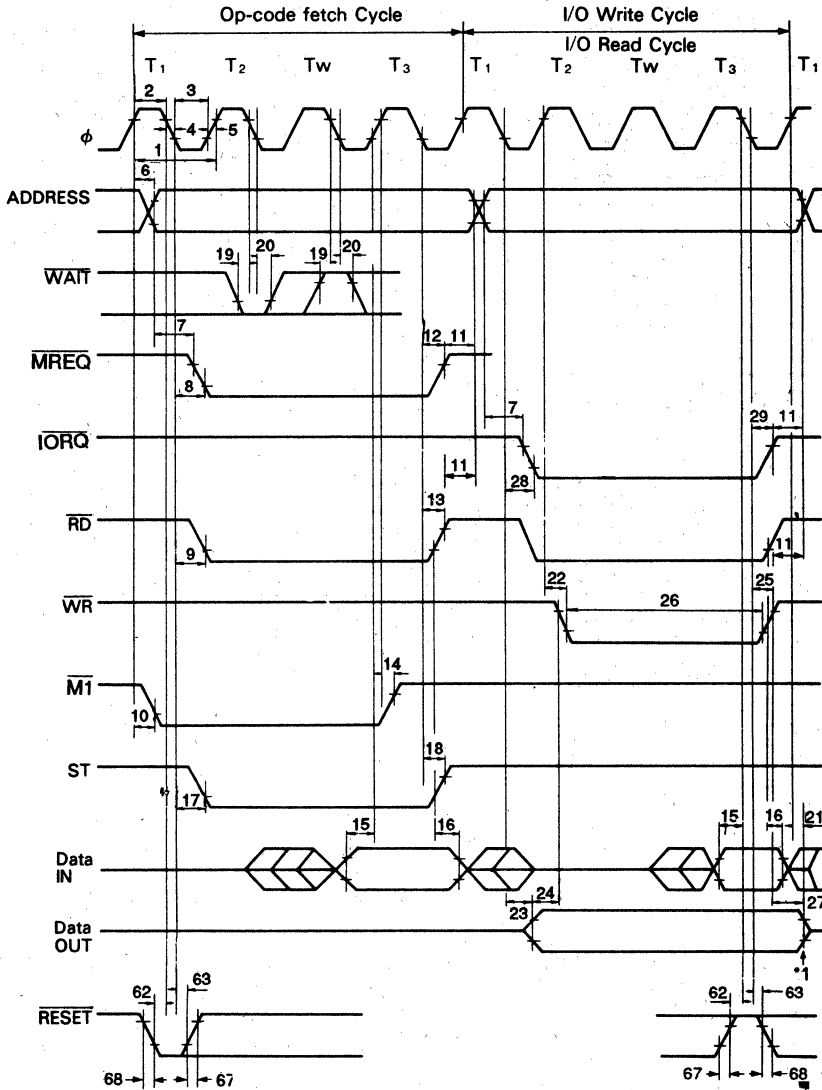 Op-code fetch Cycle
I/O Write Cycle
I/O Read Cycle
T1 T2 TW T3 T1 T2 TW T3 T1
2 3
φ
4 5
1
6
ADDRESS
19 20 19 20
WAIT
7 12 11
MREQ
8
7 29 11
IORQ
11 28
13
RD
9 11
22 25
WR
26
14
M1
10
18
ST
17
15 16 15 16 21
Data
IN
23 24 27
Data
OUT
*1
62 63 62 63
RESET
68 67 67 68